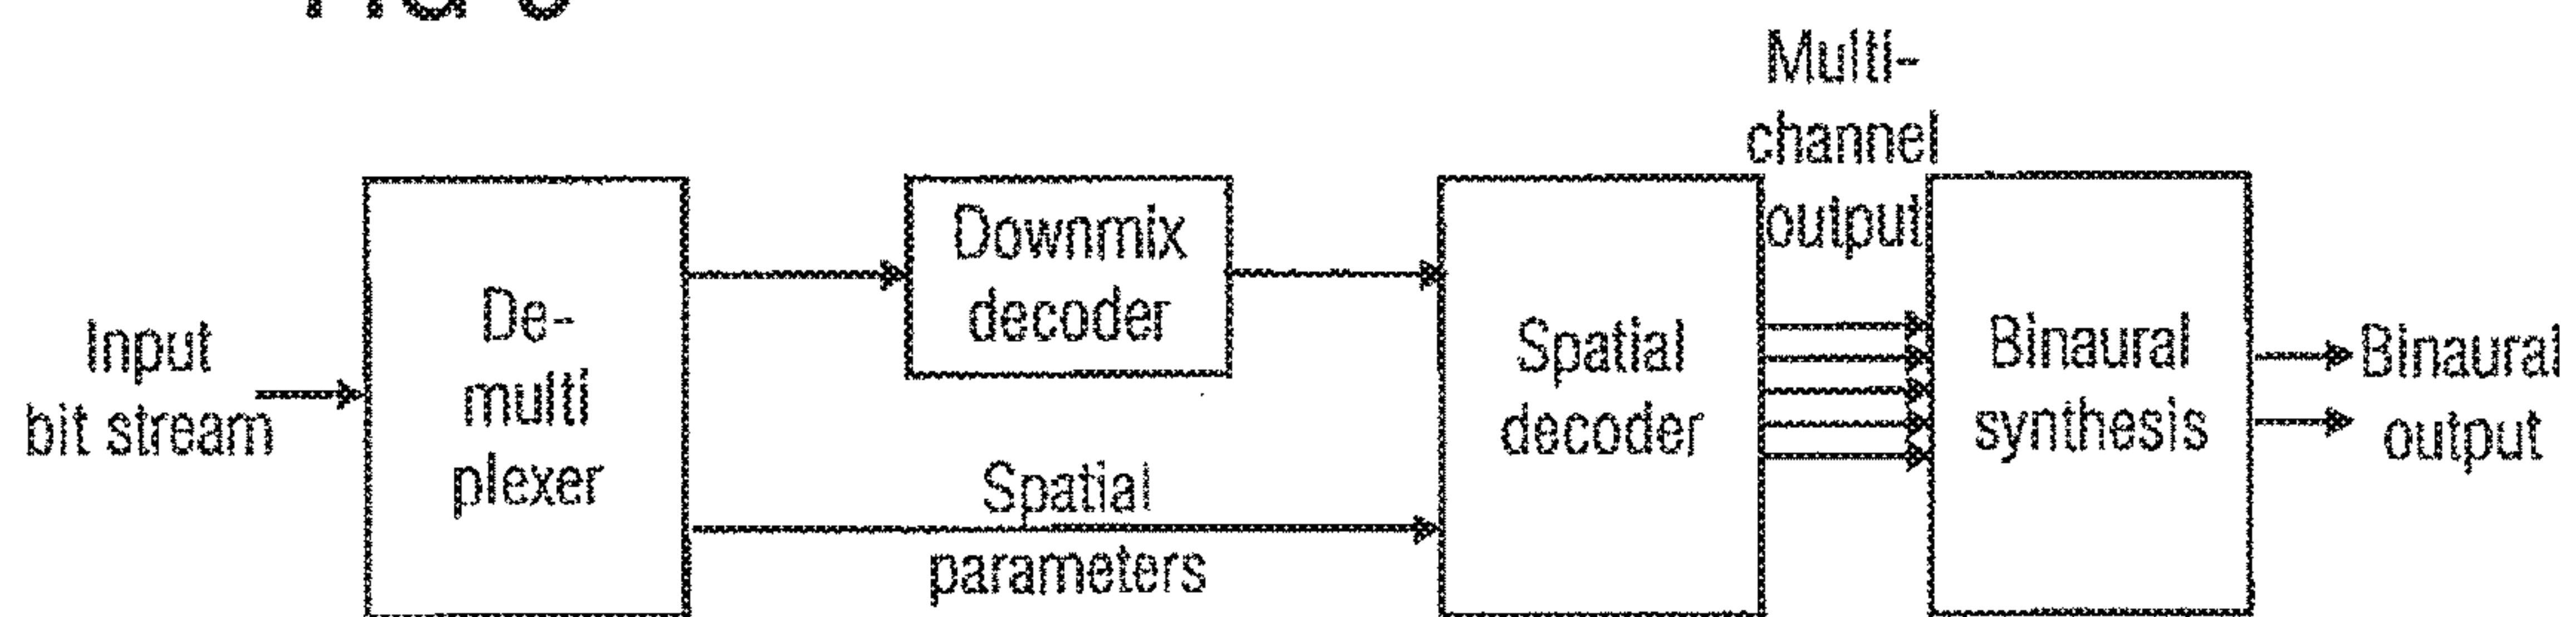 Input
bit stream
De-
multi
plexer
Downmix
decoder
Spatial
parameters
Spatial
decoder
Multi-
channel
output
Binaural
synthesis
Binaural
output